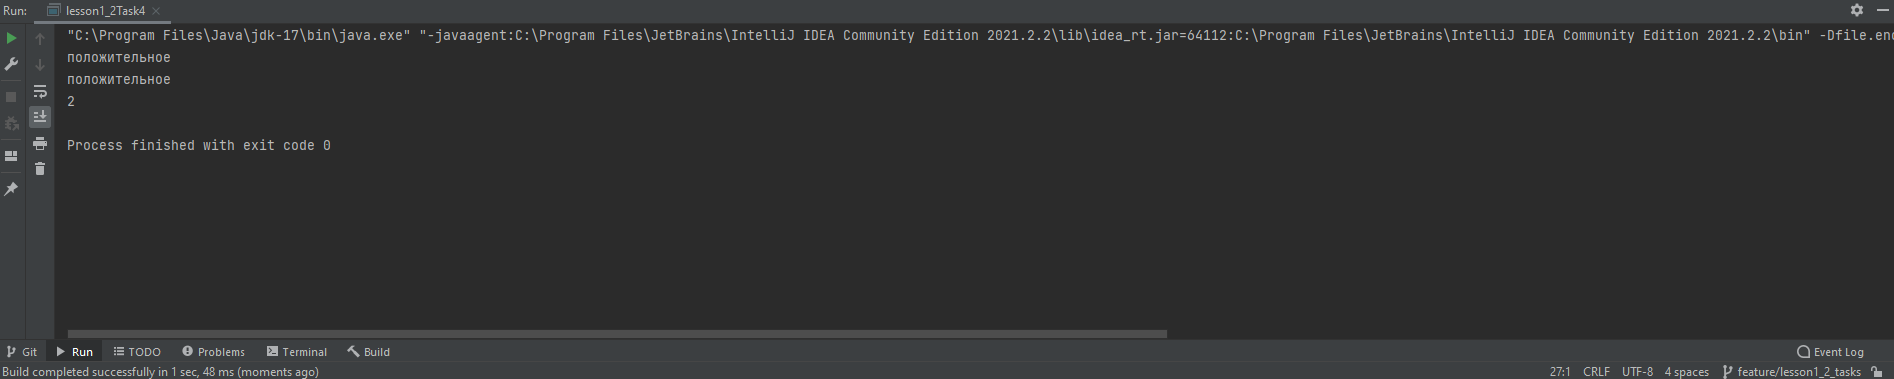 Run: lesson1_2Task4
"C:\Program Files\Java\jdk-17\bin\java.exe" "-javaagent:C:\Program Files\JetBrains\IntelliJ IDEA Community Edition 2021.2.2\lib\idea_rt.jar=64112:C:\Program Files\JetBrains\IntelliJ IDEA Community Edition 2021.2.2\bin" -Dfile.enc
положительное
положительное
2
Process finished with exit code 0
Git Run TODO Problems Terminal Build Event Log
Build completed successfully in 1 sec, 48 ms (moments ago) 27:1 CRLF UTF-8 4 spaces feature/lesson1_2_tasks